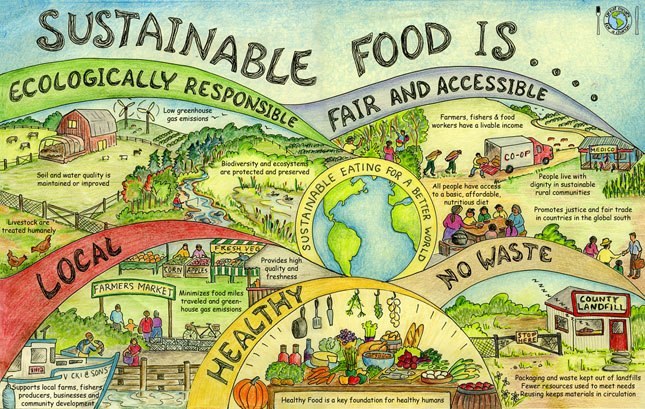 SUSTAINABLE FOOD IS ....
ECOLOGICALLY RESPONSIBLE
Low greenhouse
gas emissions
Soil and water quality is
maintained or improved
Biodiversity and ecosystems
are protected and preserved
Livestock are
treated humanely
FAIR AND ACCESSIBLE
Farmers, fishers & food
workers have a livable income
CO-OP
MEDICO
All people have access
to a basic, affordable,
nutritious diet
People live with
dignity in sustainable
rural communities
Promotes justice and fair trade
in countries in the global south
SUSTAINABLE EATING FOR A BETTER WORLD
LOCAL
FRESH VEG
CORN
APPLES
Provides high
quality and
freshness
FARMERS MARKET
Minimizes food miles
traveled and green-
house gas emissions
V CKI & SONS
Supports local farms, fishers,
producers, businesses and
community development
HEALTHY
Healthy Food is a key foundation for healthy humans
NO WASTE
COUNTY
LANDFILL
STOP
HERE
Packaging and waste kept out of landfills
Fewer resources used to meet needs
Reusing keeps materials in circulation